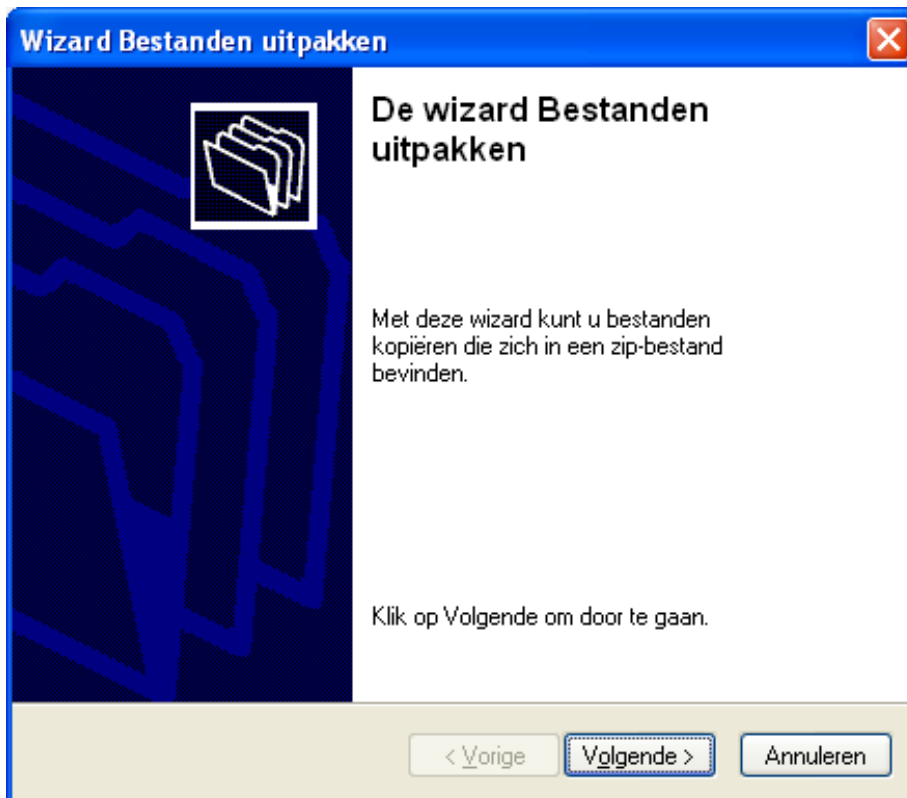 Wizard Bestanden uitpakken
De wizard Bestanden
uitpakken
Met deze wizard kunt u bestanden
kopiëren die zich in een zip-bestand
bevinden.
Klik op Volgende om door te gaan.
< Vorige
Volgende >
Annuleren